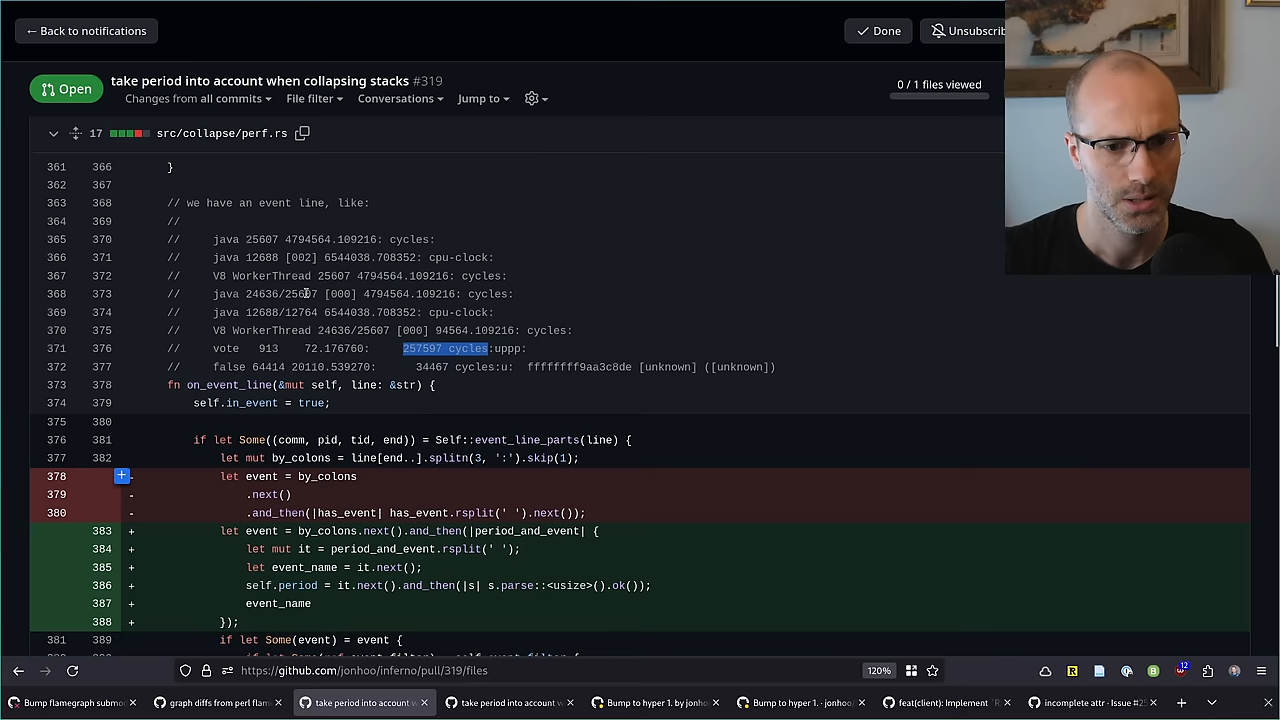 ← Back to notifications
Done
Unsubscrib
Open
take period into account when collapsing stacks #319
Changes from all commits
File filter
Conversations
Jump to
0 / 1 files viewed
17 src/collapse/perf.rs
361 366 }
362 367
363 368 // we have an event line, like:
364 369 //
365 370 // java 25607 4794564.109216: cycles:
366 371 // java 12688 [002] 6544038.708352: cpu-clock:
367 372 // V8 WorkerThread 25607 4794564.109216: cycles:
368 373 // java 24636/25607 [000] 4794564.109216: cycles:
369 374 // java 12688/12764 6544038.708352: cpu-clock:
370 375 // V8 WorkerThread 24636/25607 [000] 94564.109216: cycles:
371 376 // vote 913 72.176760: 257597 cycles:uppp:
372 377 // false 64414 20110.539270: 34467 cycles:u: ffffffff9aa3c8de [unknown] ([unknown])
373 378 fn on_event_line(&mut self, line: &str) {
374 379 self.in_event = true;
375 380
376 381 if let Some((comm, pid, tid, end)) = Self::event_line_parts(line) {
377 382 let mut by_colons = line[end..].splitn(3, ':').skip(1);
378 - let event = by_colons
379 - .next()
380 - .and_then(|has_event| has_event.rsplit(' ').next());
383 + let event = by_colons.next().and_then(|period_and_event| {
384 + let mut it = period_and_event.rsplit(' ');
385 + let event_name = it.next();
386 + self.period = it.next().and_then(|s| s.parse::<usize>().ok());
387 + event_name
388 + });
381 389 if let Some(event) = event {
https://github.com/jonhoo/inferno/pull/319/files
120%
12
Bump flamegraph submo
graph diffs from perl flam
take period into account w
take period into account w
Bump to hyper 1. by jonho
Bump to hyper 1. · jonhoo/
feat(client): Implement `R
incomplete attr · Issue #25